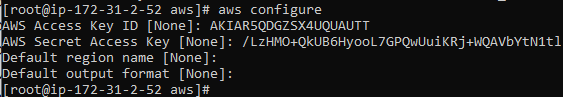 [root@ip-172-31-2-52 aws]# aws configure
AWS Access Key ID [None]: AKIAR5QDGZSX4UQUAUTT
AWS Secret Access Key [None]: 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
Default region name [None]:
Default output format [None]:
[root@ip-172-31-2-52 aws]#